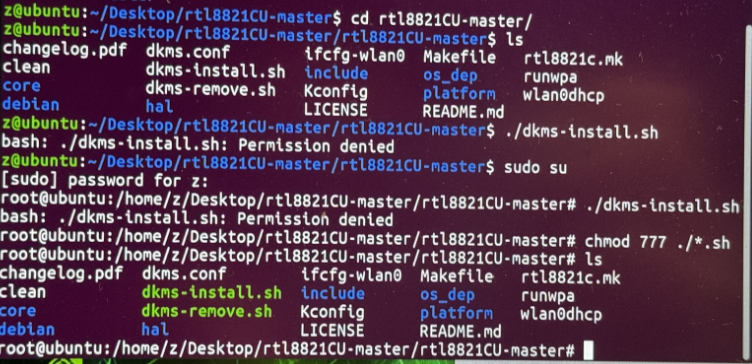 z@ubuntu:~/Desktop/rtl8821CU-master$ cd rtl8821CU-master/
z@ubuntu:~/Desktop/rtl8821CU-master/rtl8821CU-master$ ls
changelog.pdf dkms.conf ifcfg-wlan0 Makefile rtl8821c.mk
clean dkms-install.sh include os_dep runwpa
core dkms-remove.sh Kconfig platform wlan0dhcp
debian hal LICENSE README.md
z@ubuntu:~/Desktop/rtl8821CU-master/rtl8821CU-master$ ./dkms-install.sh
bash: ./dkms-install.sh: Permission denied
z@ubuntu:~/Desktop/rtl8821CU-master/rtl8821CU-master$ sudo su
[sudo] password for z:
root@ubuntu:/home/z/Desktop/rtl8821CU-master/rtl8821CU-master# ./dkms-install.sh
bash: ./dkms-install.sh: Permission denied
root@ubuntu:/home/z/Desktop/rtl8821CU-master/rtl8821CU-master# chmod 777 ./*.sh
root@ubuntu:/home/z/Desktop/rtl8821CU-master/rtl8821CU-master# ls
changelog.pdf dkms.conf ifcfg-wlan0 Makefile rtl8821c.mk
clean dkms-install.sh include os_dep runwpa
core dkms-remove.sh Kconfig platform wlan0dhcp
debian hal LICENSE README.md
root@ubuntu:/home/z/Desktop/rtl8821CU-master/rtl8821CU-master#